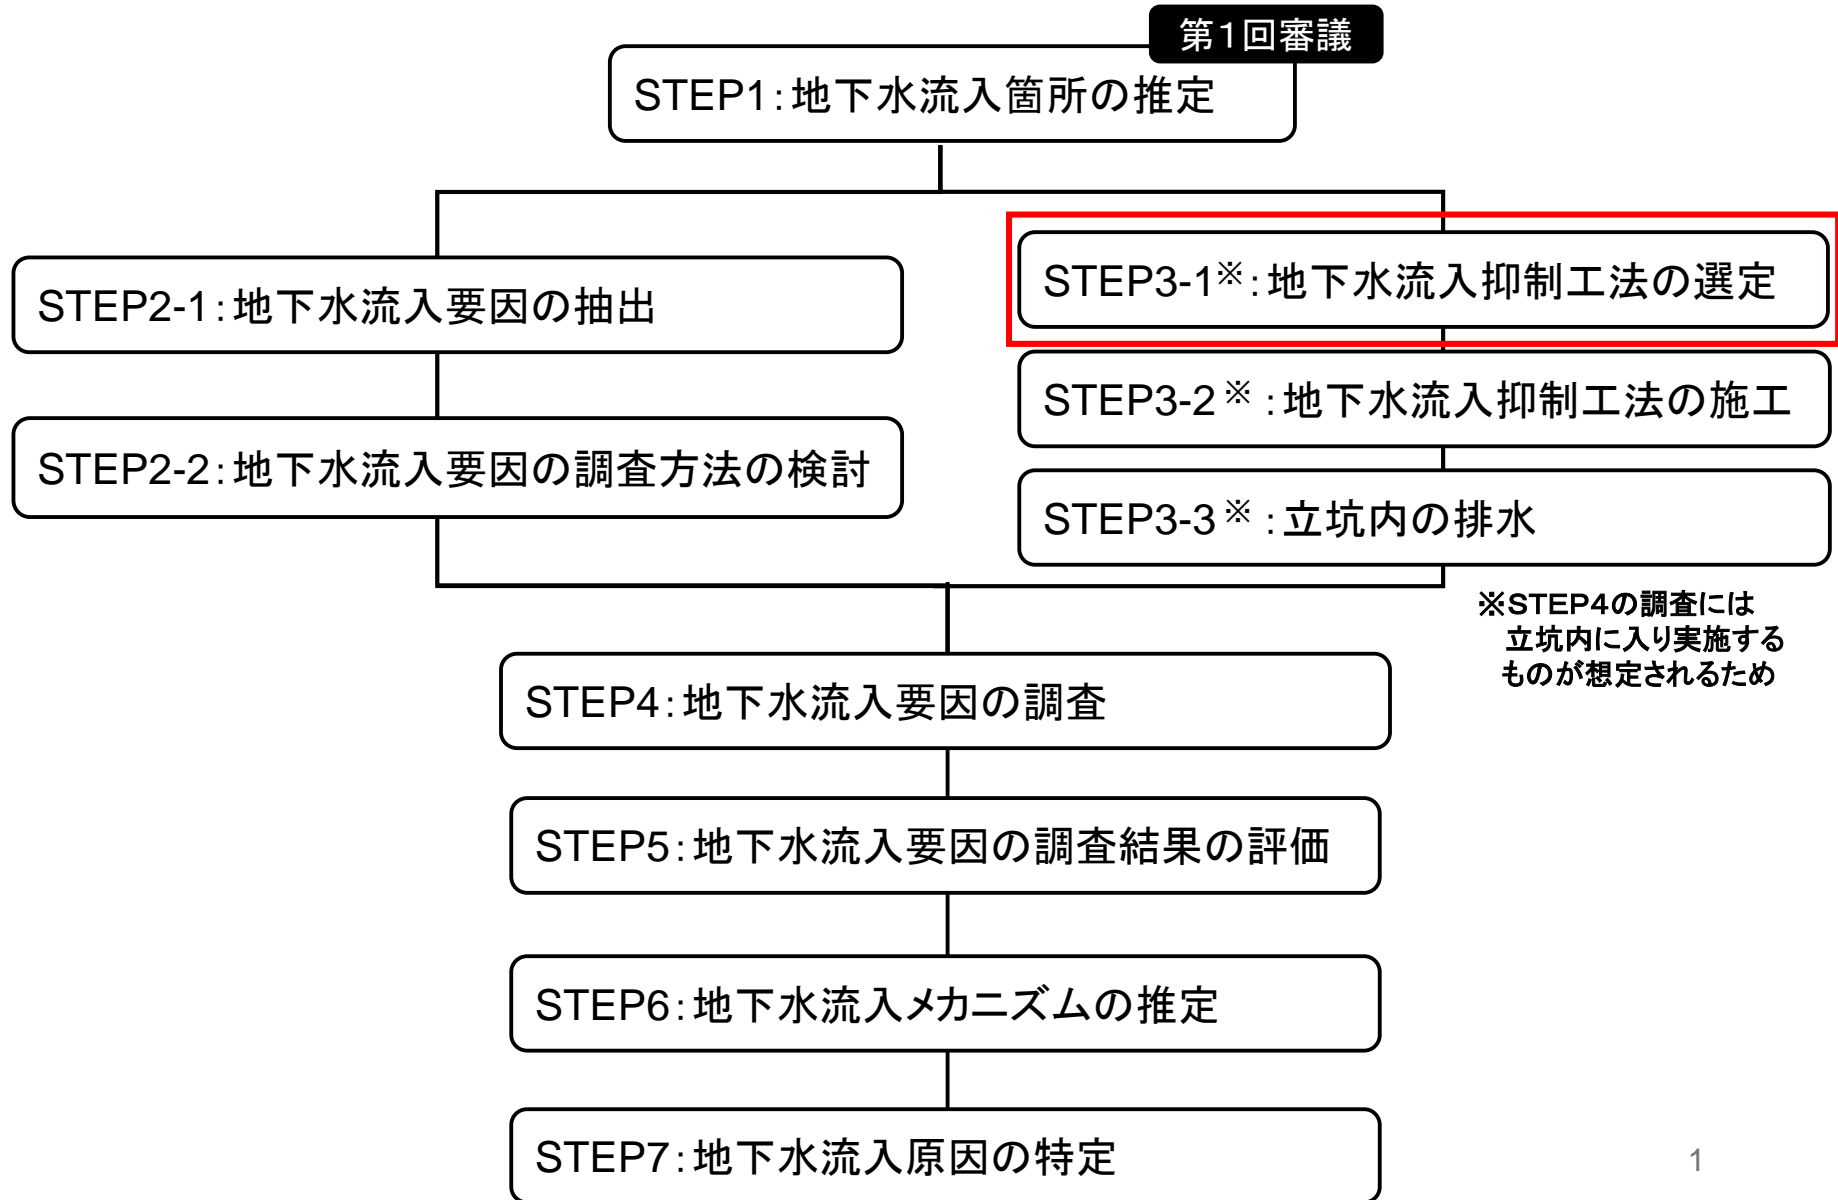 第1回審議
STEP1:地下水流入箇所の推定
STEP2-1:地下水流入要因の抽出
STEP2-2:地下水流入要因の調査方法の検討
STEP3-1※:地下水流入抑制工法の選定
STEP3-2※:地下水流入抑制工法の施工
STEP3-3※:立坑内の排水
※STEP4の調査には
立坑内に入り実施する
ものが想定されるため
STEP4:地下水流入要因の調査
STEP5:地下水流入要因の調査結果の評価
STEP6:地下水流入メカニズムの推定
STEP7:地下水流入原因の特定
1